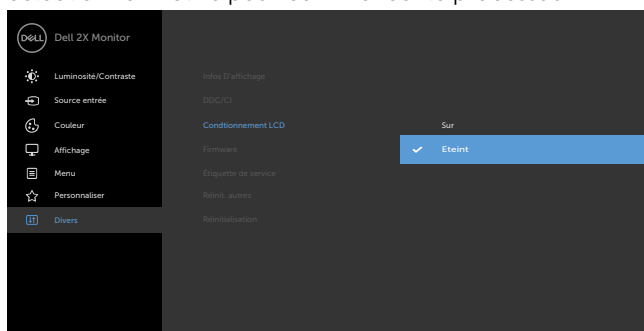 DELL
Dell 2X Monitor
Luminosité/Contraste
Source entrée
Couleur
Affichage
Menu
Personnaliser
Divers
Infos D'affichage
DDC/CI
Condtionnement LCD
Firmware
Étiquette de service
Réinit. autres
Réinitialisation
Sur
Eteint